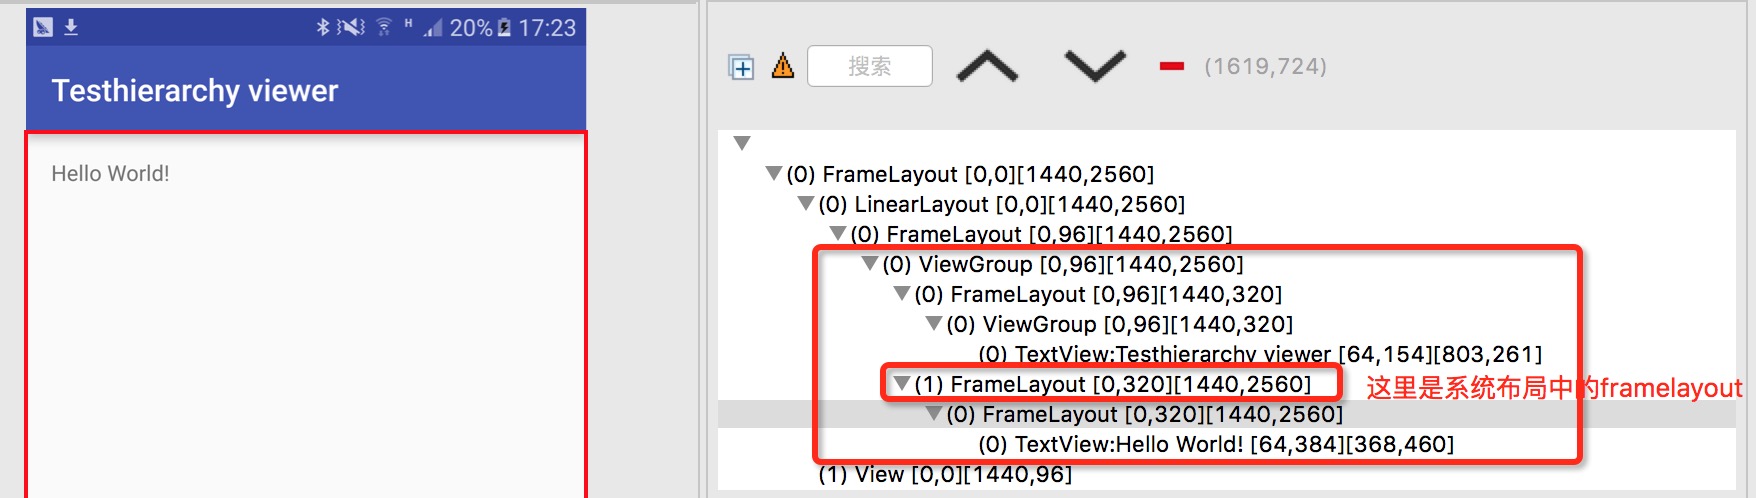 H 20% 17:23
Testhierarchy viewer
Hello World!
搜索
(1619,724)
(0) FrameLayout [0,0][1440,2560]
(0) LinearLayout [0,0][1440,2560]
(0) FrameLayout [0,96][1440,2560]
(0) ViewGroup [0,96][1440,2560]
(0) FrameLayout [0,96][1440,320]
(0) ViewGroup [0,96][1440,320]
(0) TextView:Testhierarchy viewer [64,154][803,261]
(1) FrameLayout [0,320][1440,2560]
这里是系统布局中的framelayout
(0) FrameLayout [0,320][1440,2560]
(0) TextView:Hello World! [64,384][368,460]
(1) View [0,0][1440,96]